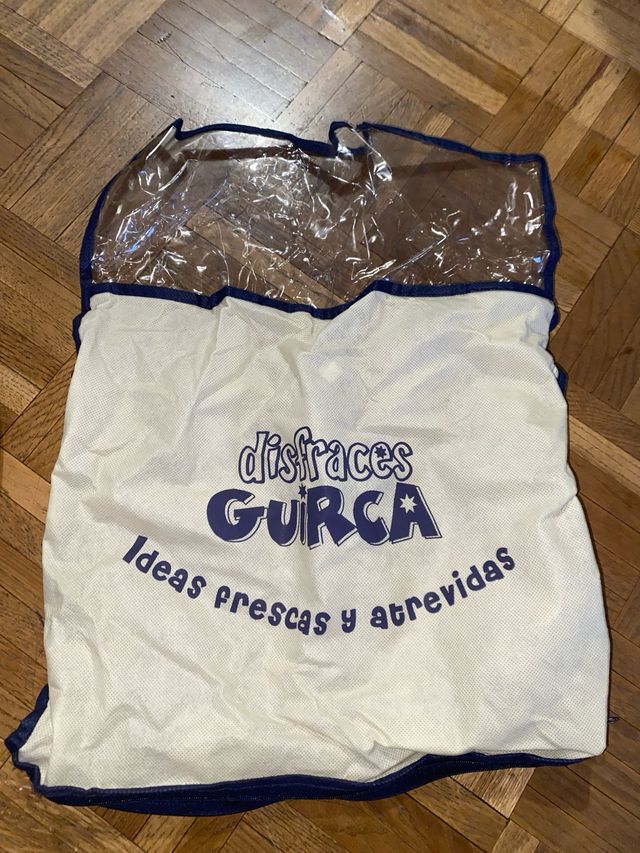 disfraces
GUiRCA
Ideas frescas y atrevidas